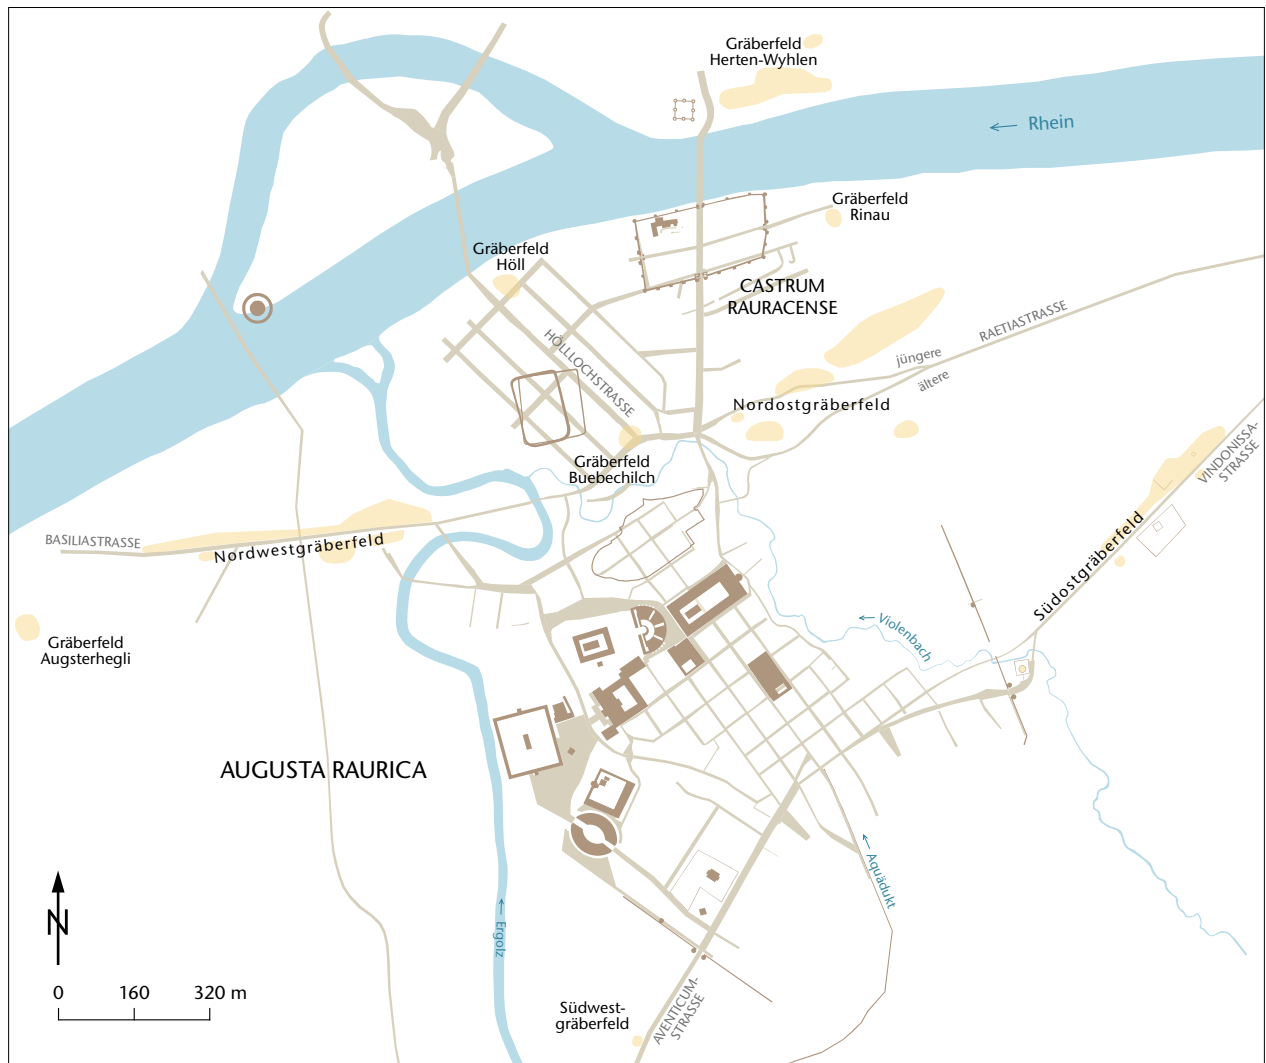 Gräberfeld
Herten-Wyhlen
Rhein
Gräberfeld
Rinau
Gräberfeld
Höll
CASTRUM
RAURACENSE
HÖLLLOCHSTRASSE
RAETIASTRASSE
jüngere
ältere
Nordostgräberfeld
VINDONISSA-
STRASSE
Gräberfeld
Buebechilch
BASILIASTRASSE
Nordwestgräberfeld
Südostgräberfeld
Violenbach
Gräberfeld
Augsterhegli
AUGUSTA RAURICA
Aquädukt
Ergolz
N
0 160 320 m
Südwest-
gräberfeld
AVENTICUM-
STRASSE